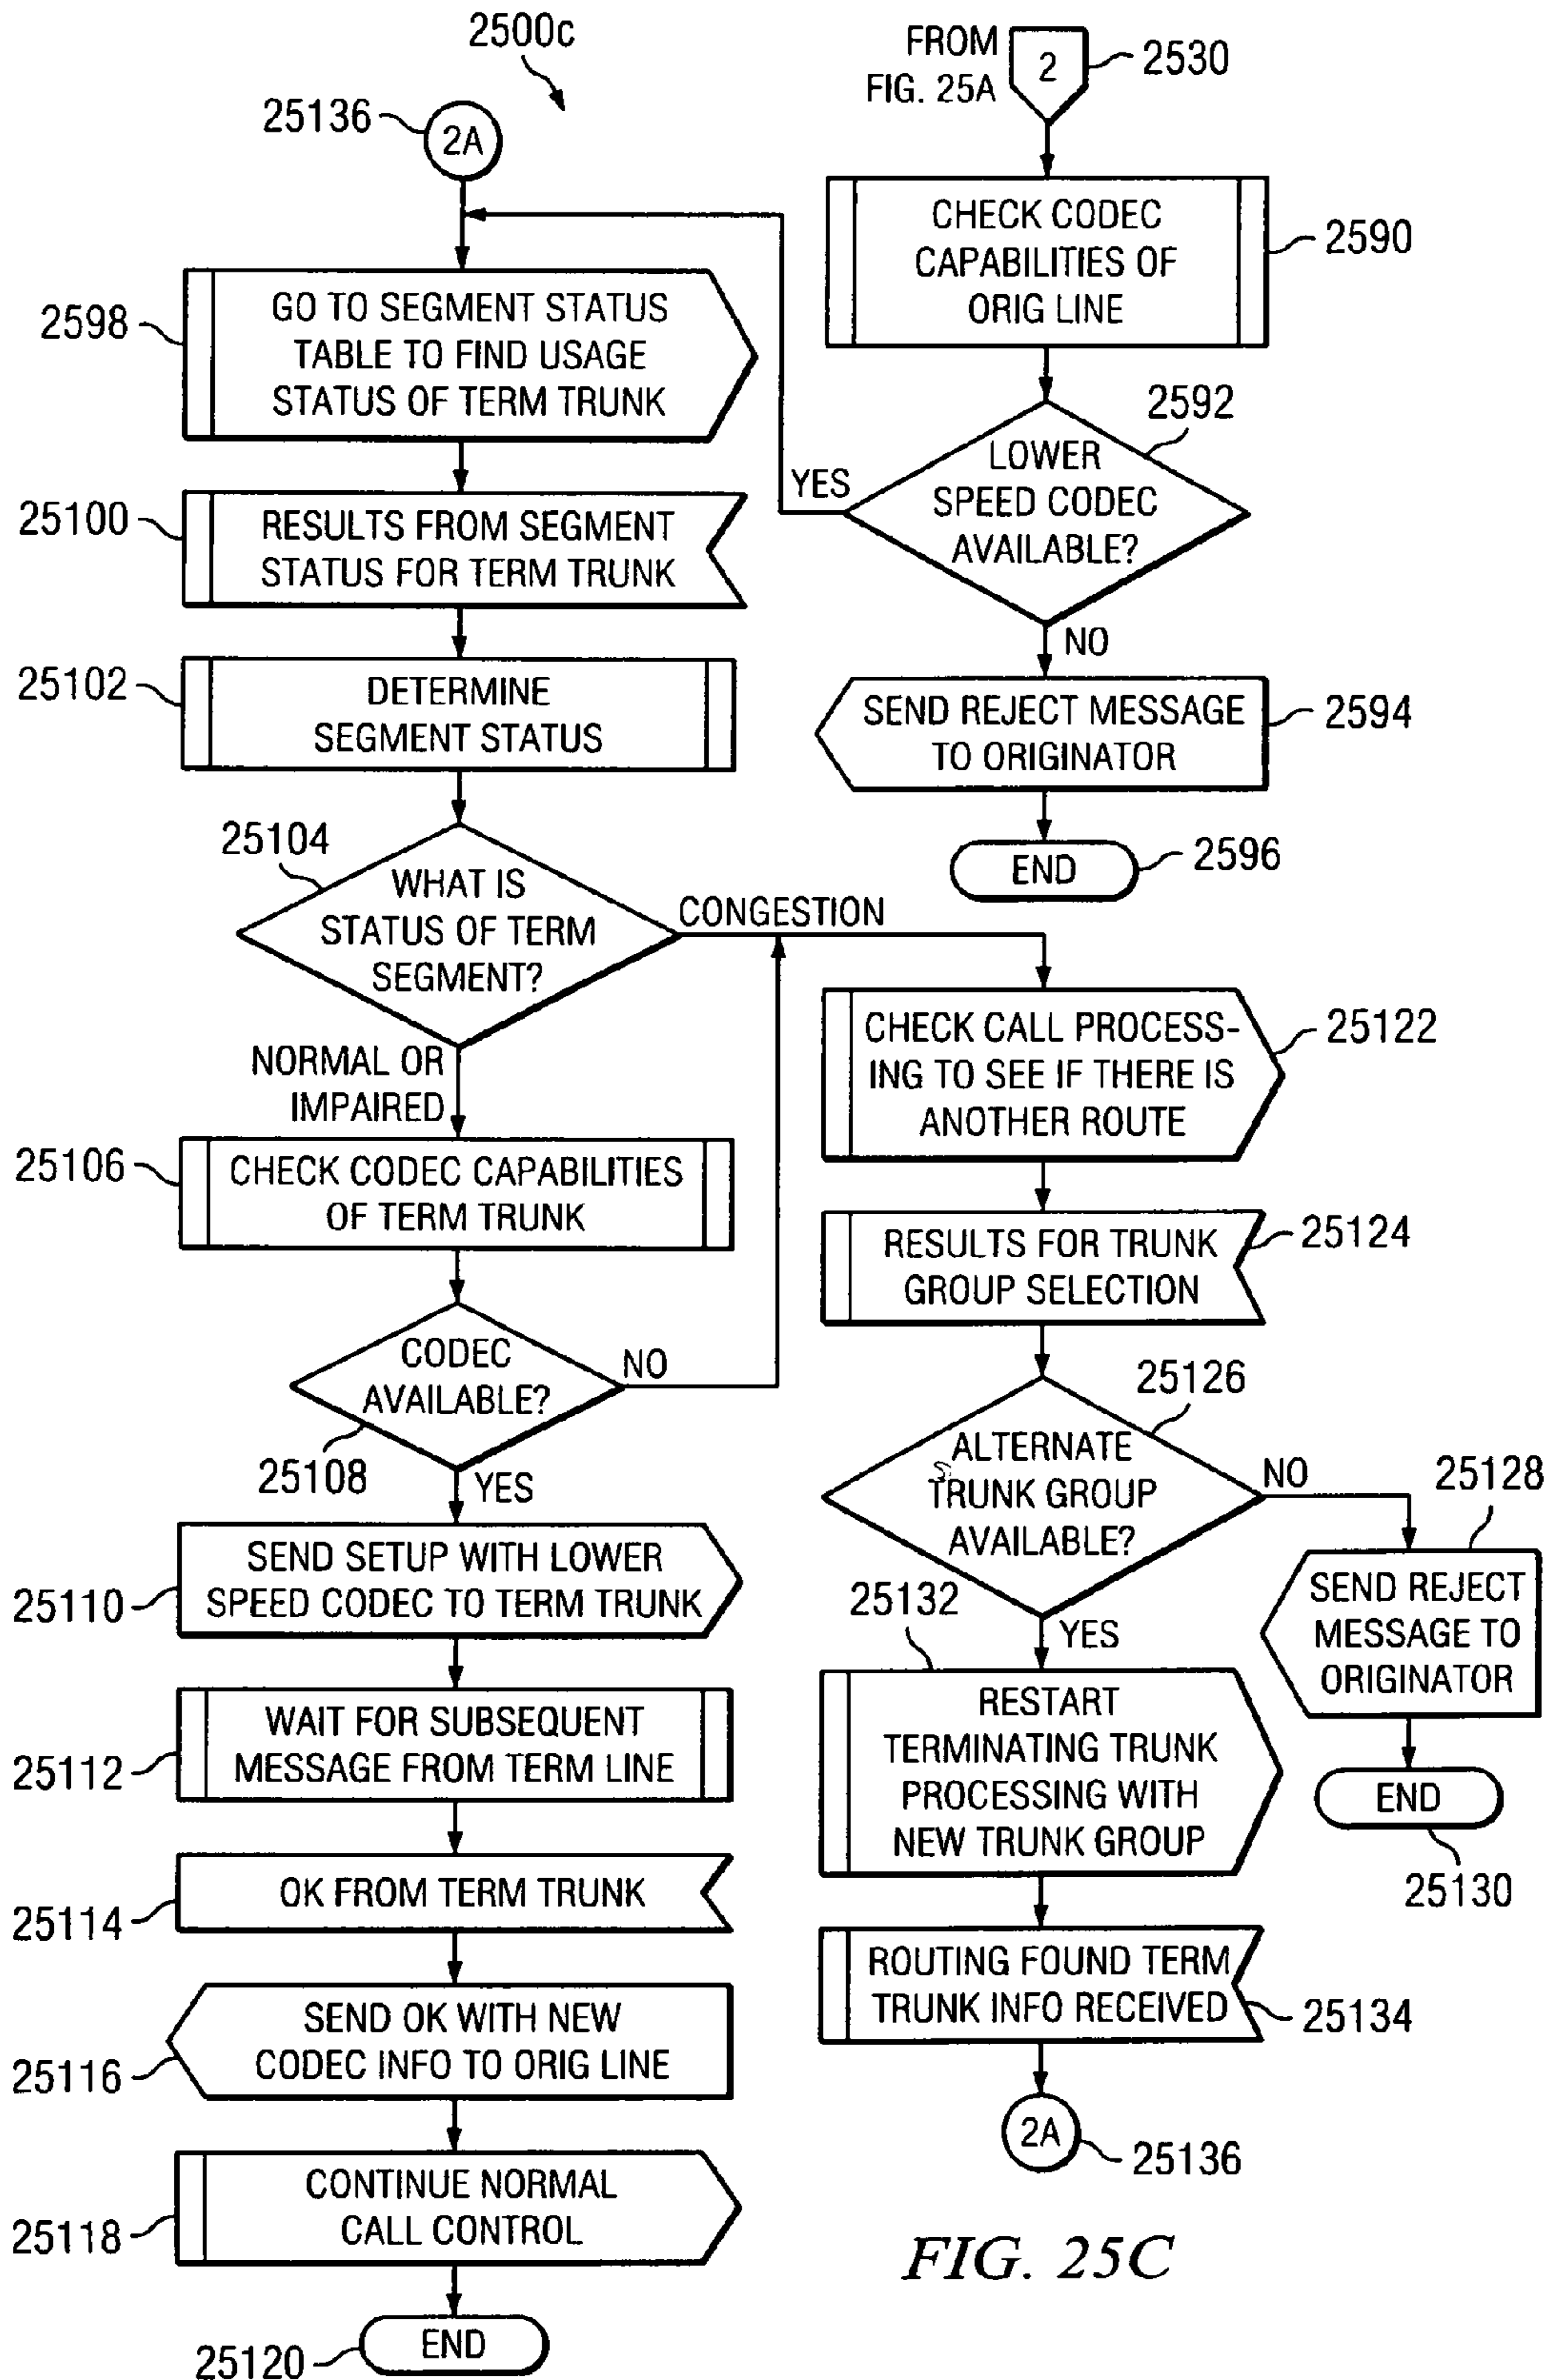 2500c
25136
2A
FROM
FIG. 25A
2
2530
CHECK CODEC
CAPABILITIES OF
ORIG LINE
2590
LOWER
SPEED CODEC
AVAILABLE?
2592
YES
NO
SEND REJECT MESSAGE
TO ORIGINATOR
2594
END
2596
2598
GO TO SEGMENT STATUS
TABLE TO FIND USAGE
STATUS OF TERM TRUNK
25100
RESULTS FROM SEGMENT
STATUS FOR TERM TRUNK
25102
DETERMINE
SEGMENT STATUS
25104
WHAT IS
STATUS OF TERM
SEGMENT?
CONGESTION
NORMAL OR
IMPAIRED
25106
CHECK CODEC CAPABILITIES
OF TERM TRUNK
CODEC
AVAILABLE?
25108
NO
YES
25110
SEND SETUP WITH LOWER
SPEED CODEC TO TERM TRUNK
25112
WAIT FOR SUBSEQUENT
MESSAGE FROM TERM LINE
25114
OK FROM TERM TRUNK
25116
SEND OK WITH NEW
CODEC INFO TO ORIG LINE
25118
CONTINUE NORMAL
CALL CONTROL
25120
END
CHECK CALL PROCESS-
ING TO SEE IF THERE IS
ANOTHER ROUTE
25122
RESULTS FOR TRUNK
GROUP SELECTION
25124
25126
ALTERNATE
TRUNK GROUP
AVAILABLE?
NO
25128
SEND REJECT
MESSAGE TO
ORIGINATOR
END
25130
YES
25132
RESTART
TERMINATING TRUNK
PROCESSING WITH
NEW TRUNK GROUP
ROUTING FOUND TERM
TRUNK INFO RECEIVED
25134
2A
25136
FIG. 25C